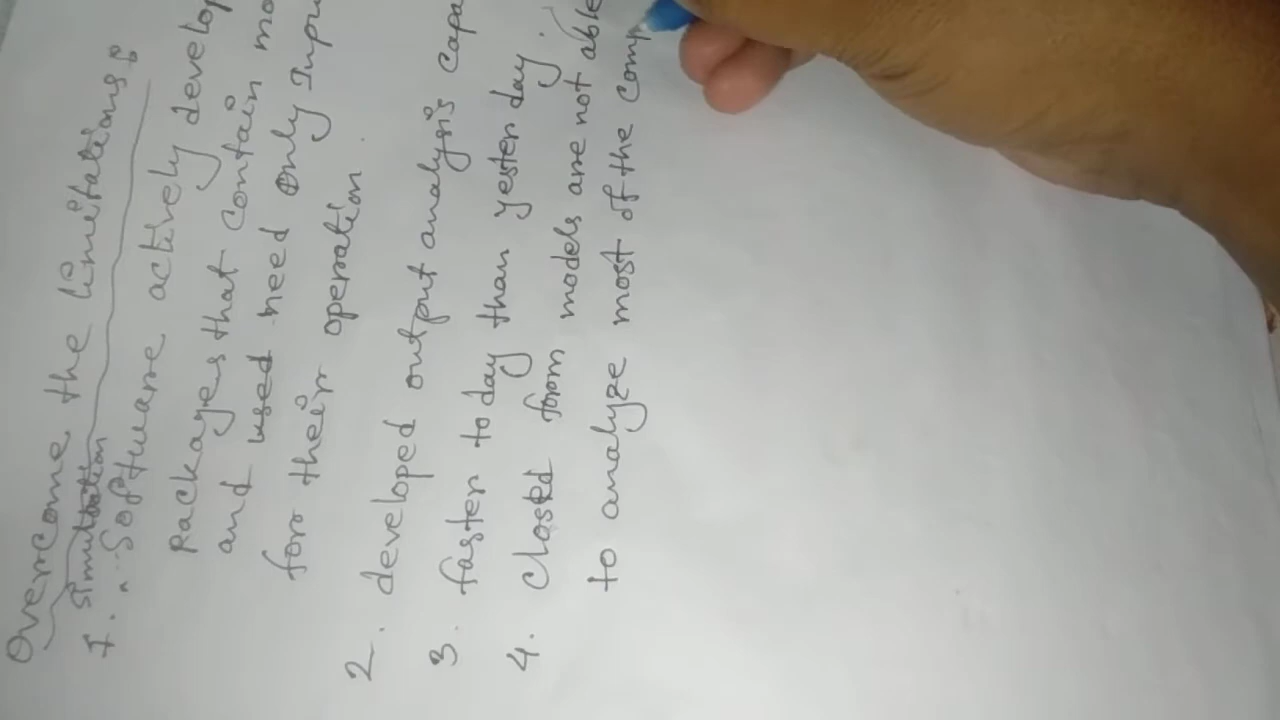 Overcome the limitations:
1. simulation Software actively develop
Packages that contain mo
and used need only Inpu
for their operation.
2. developed output analysis capa
3. faster today than yesterday.
4. Closed form models are not able
to analyze most of the comp